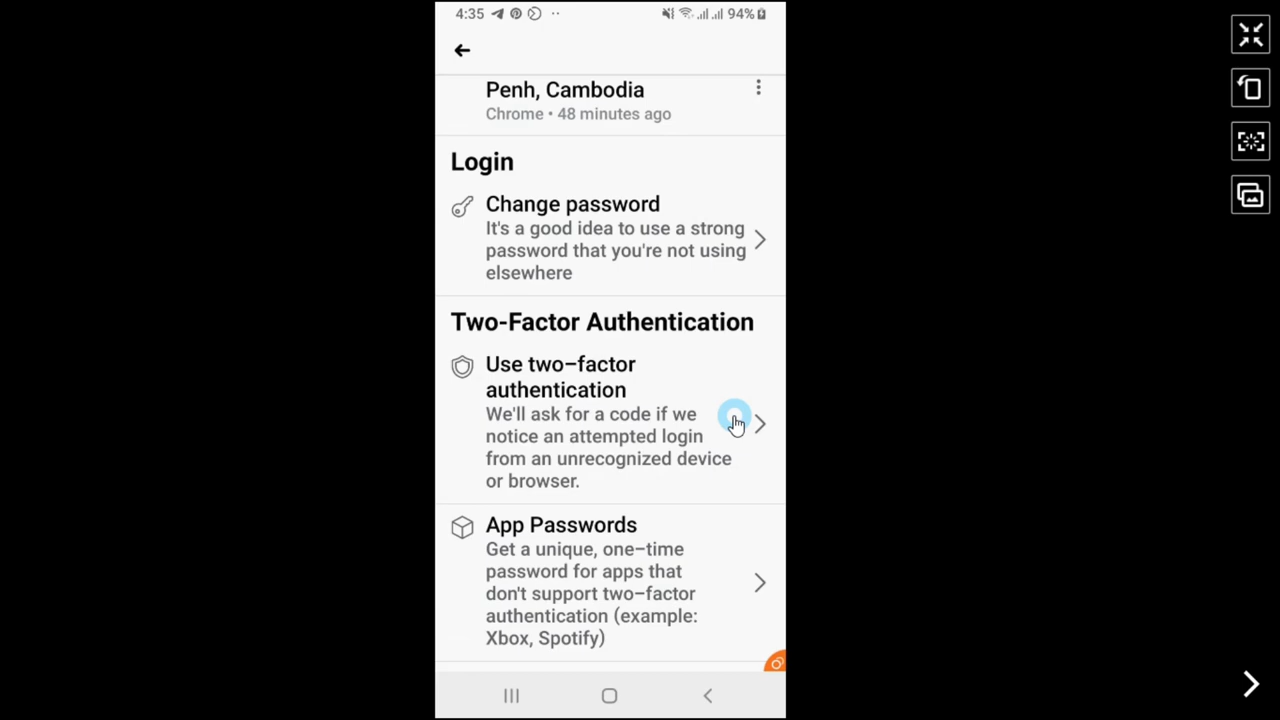 4:35
94%
Penh, Cambodia
Chrome • 48 minutes ago
Login
Change password
It's a good idea to use a strong
password that you're not using
elsewhere
Two-Factor Authentication
Use two–factor
authentication
We'll ask for a code if we
notice an attempted login
from an unrecognized device
or browser.
App Passwords
Get a unique, one–time
password for apps that
don't support two–factor
authentication (example:
Xbox, Spotify)